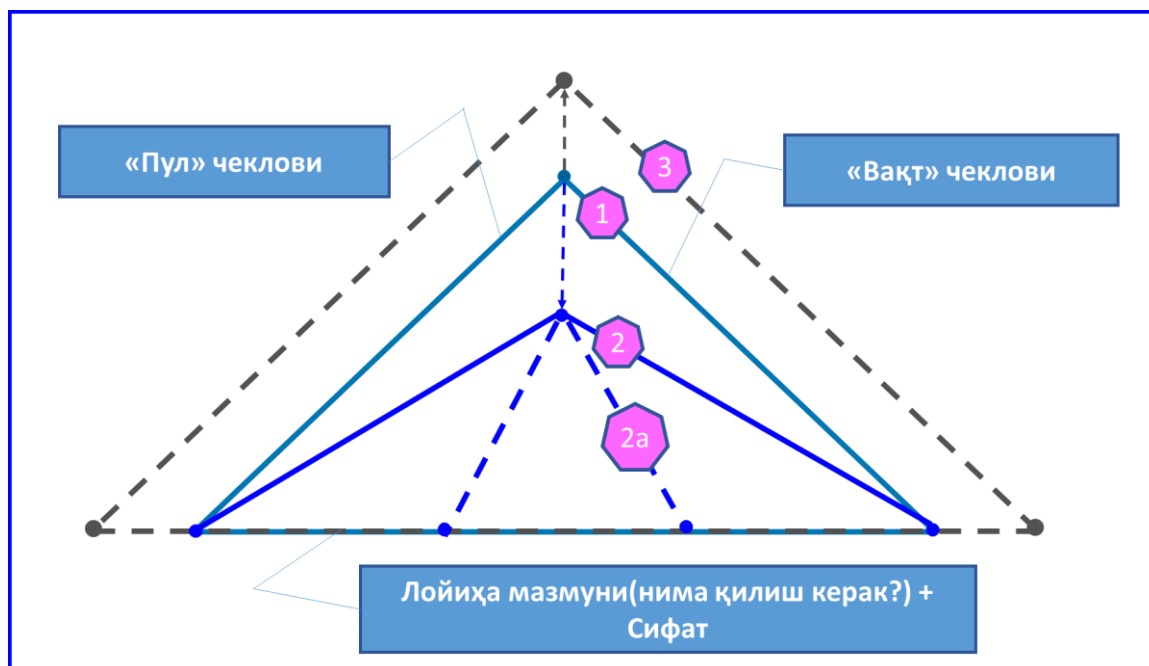 «Пул» чеклови
«Вақт» чеклови
3
1
2
2а
Лойиҳа мазмуни(нима қилиш керак?) +
Сифат